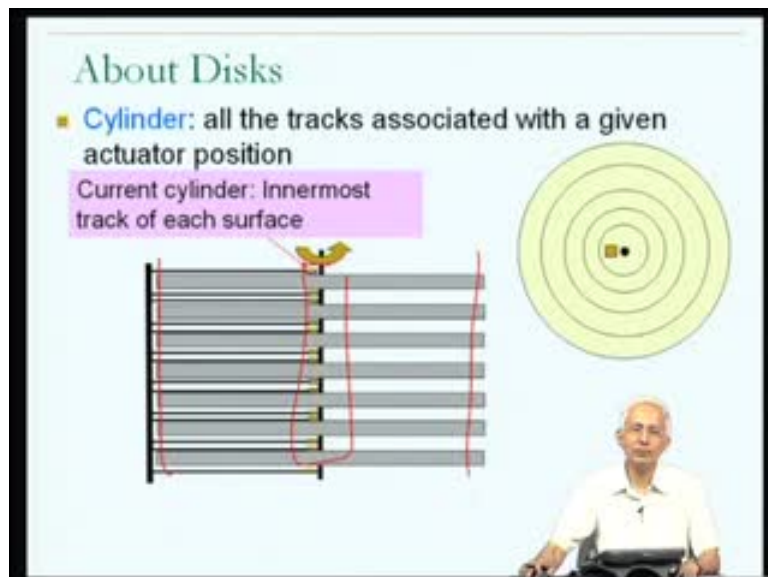 About Disks
Cylinder: all the tracks associated with a given
actuator position
Current cylinder: Innermost
track of each surface